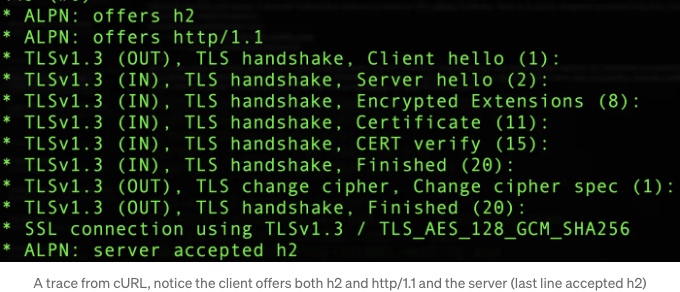 * ALPN: offers h2
* ALPN: offers http/1.1
* TLSv1.3 (OUT), TLS handshake, Client hello (1):
* TLSv1.3 (IN), TLS handshake, Server hello (2):
* TLSv1.3 (IN), TLS handshake, Encrypted Extensions (8):
* TLSv1.3 (IN), TLS handshake, Certificate (11):
* TLSv1.3 (IN), TLS handshake, CERT verify (15):
* TLSv1.3 (IN), TLS handshake, Finished (20):
* TLSv1.3 (OUT), TLS change cipher, Change cipher spec (1):
* TLSv1.3 (OUT), TLS handshake, Finished (20):
* SSL connection using TLSv1.3 / TLS_AES_128_GCM_SHA256
* ALPN: server accepted h2
A trace from cURL, notice the client offers both h2 and http/1.1 and the server (last line accepted h2)